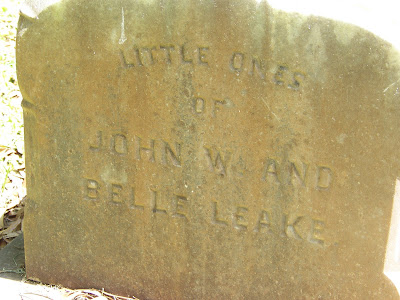 LITTLE ONES
OF
JOHN W. AND
BELLE LEAKE